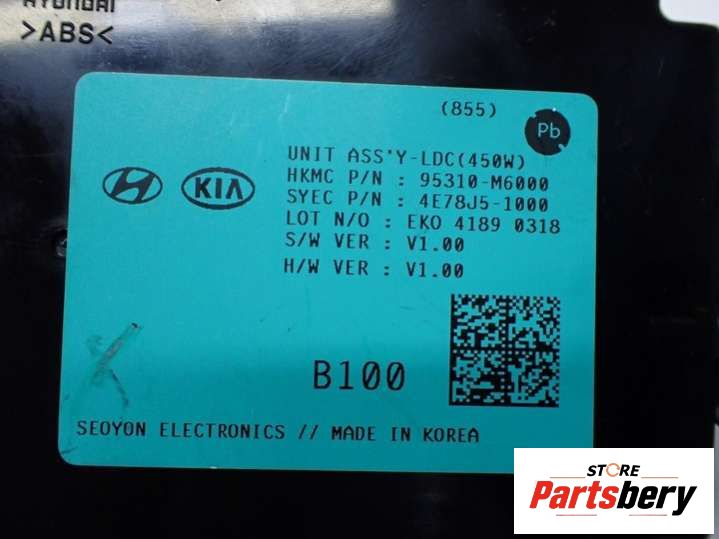 HYUNDAI
>ABS<
(855)
Pb
UNIT ASS'Y-LDC(450W)
HKMC P/N : 95310-M6000
SYEC P/N : 4E78J5-1000
LOT N/O : EKO 4189 0318
S/W VER : V1.00
H/W VER : V1.00
KIA
B100
SEOYON ELECTRONICS // MADE IN KOREA
STORE
Partsbery